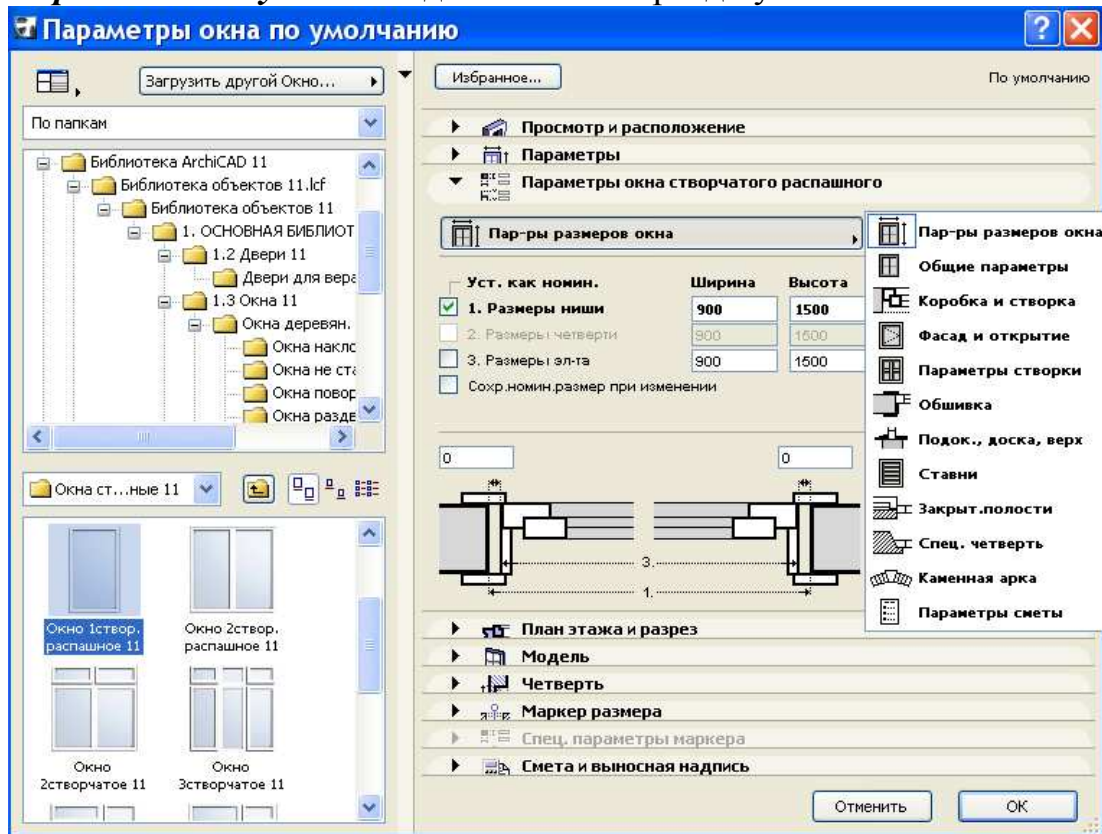 Параметры окна по умолчанию
Загрузить другой Окно...
По папкам
Библиотека ArchiCAD 11
Библиотека объектов 11.lcf
Библиотека объектов 11
1. ОСНОВНАЯ БИБЛИОТ
1.2 Двери 11
Двери для вера
1.3 Окна 11
Окна деревян.
Окна накло
Окна не ста
Окна повор
Окна разде
Окна ст...ные 11
Окно 1створ.
распашное 11
Окно 2створ.
распашное 11
Окно
2створчатое 11
Окно
3створчатое 11
Избранное...
По умолчанию
Просмотр и расположение
Параметры
Параметры окна створчатого распашного
Пар-ры размеров окна
Уст. как номин.
Ширина
Высота
1. Размеры ниши
900
1500
2. Размеры четверти
900
1500
3. Размеры эл-та
900
1500
Сохр.номин.размер при изменении
0
0
3.
1.
Пар-ры размеров окна
Общие параметры
Коробка и створка
Фасад и открытие
Параметры створки
Обшивка
Подок., доска, верх
Ставни
Закрыт.полости
Спец. четверть
Каменная арка
Параметры сметы
План этажа и разрез
Модель
Четверть
Маркер размера
Спец. параметры маркера
Смета и выносная надпись
Отменить
ОК